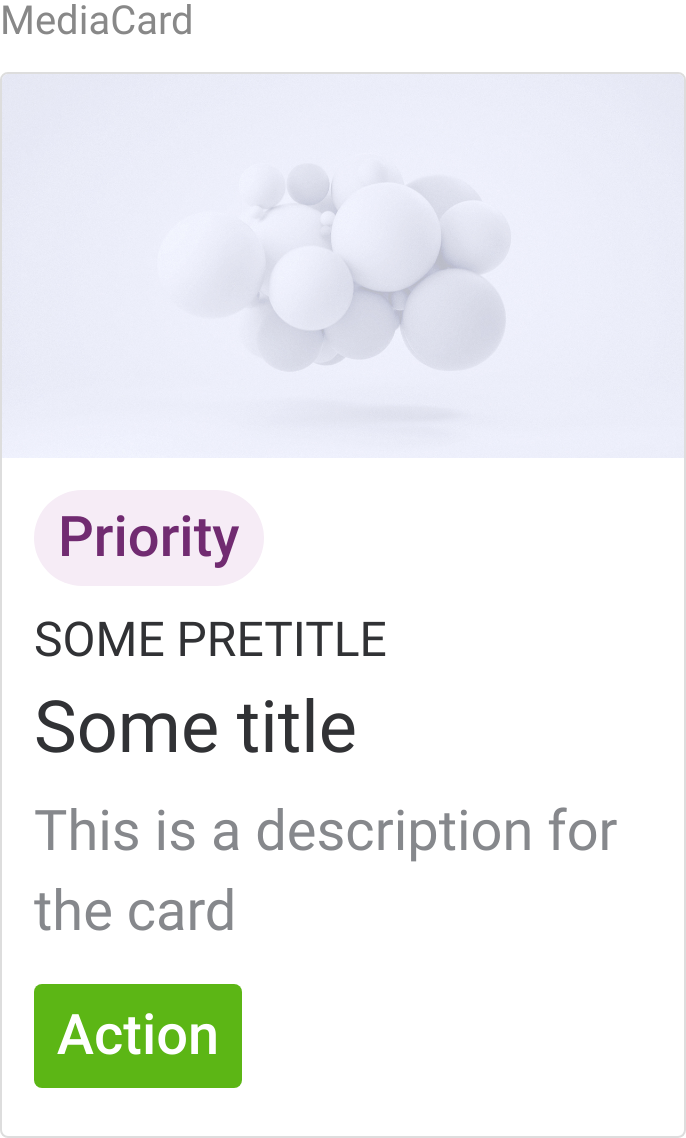 MediaCard
Priority
SOME PRETITLE
Some title
This is a description for
the card
Action